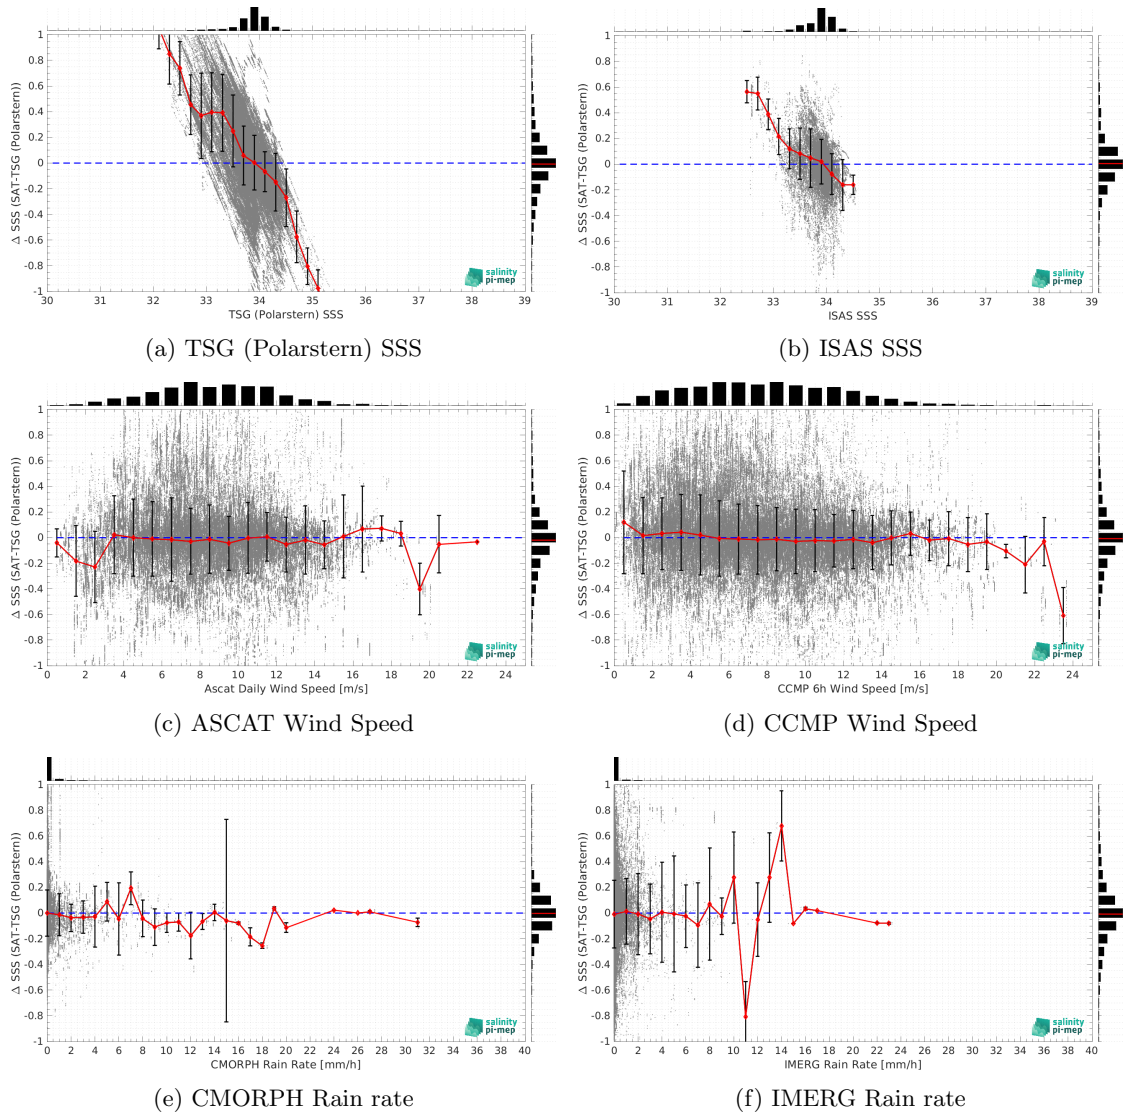 1
0.8
0.6
0.4
0.2
0
-0.2
-0.4
-0.6
-0.8
-1
Δ SSS (SAT-TSG (Polarstern))
30 31 32 33 34 35 36 37 38 39
TSG (Polarstern) SSS
salinity
pi-mep
(a) TSG (Polarstern) SSS
1
0.8
0.6
0.4
0.2
0
-0.2
-0.4
-0.6
-0.8
-1
Δ SSS (SAT-TSG (Polarstern))
30 31 32 33 34 35 36 37 38 39
ISAS SSS
salinity
pi-mep
(b) ISAS SSS
1
0.8
0.6
0.4
0.2
0
-0.2
-0.4
-0.6
-0.8
-1
Δ SSS (SAT-TSG (Polarstern))
0 2 4 6 8 10 12 14 16 18 20 22 24
Ascat Daily Wind Speed [m/s]
salinity
pi-mep
(c) ASCAT Wind Speed
1
0.8
0.6
0.4
0.2
0
-0.2
-0.4
-0.6
-0.8
-1
Δ SSS (SAT-TSG (Polarstern))
0 2 4 6 8 10 12 14 16 18 20 22 24
CCMP 6h Wind Speed [m/s]
salinity
pi-mep
(d) CCMP Wind Speed
1
0.8
0.6
0.4
0.2
0
-0.2
-0.4
-0.6
-0.8
-1
Δ SSS (SAT-TSG (Polarstern))
0 2 4 6 8 10 12 14 16 18 20 22 24 26 28 30 32 34 36 38 40
CMORPH Rain Rate [mm/h]
salinity
pi-mep
(e) CMORPH Rain rate
1
0.8
0.6
0.4
0.2
0
-0.2
-0.4
-0.6
-0.8
-1
Δ SSS (SAT-TSG (Polarstern))
0 2 4 6 8 10 12 14 16 18 20 22 24 26 28 30 32 34 36 38 40
IMERG Rain Rate [mm/h]
salinity
pi-mep
(f) IMERG Rain rate